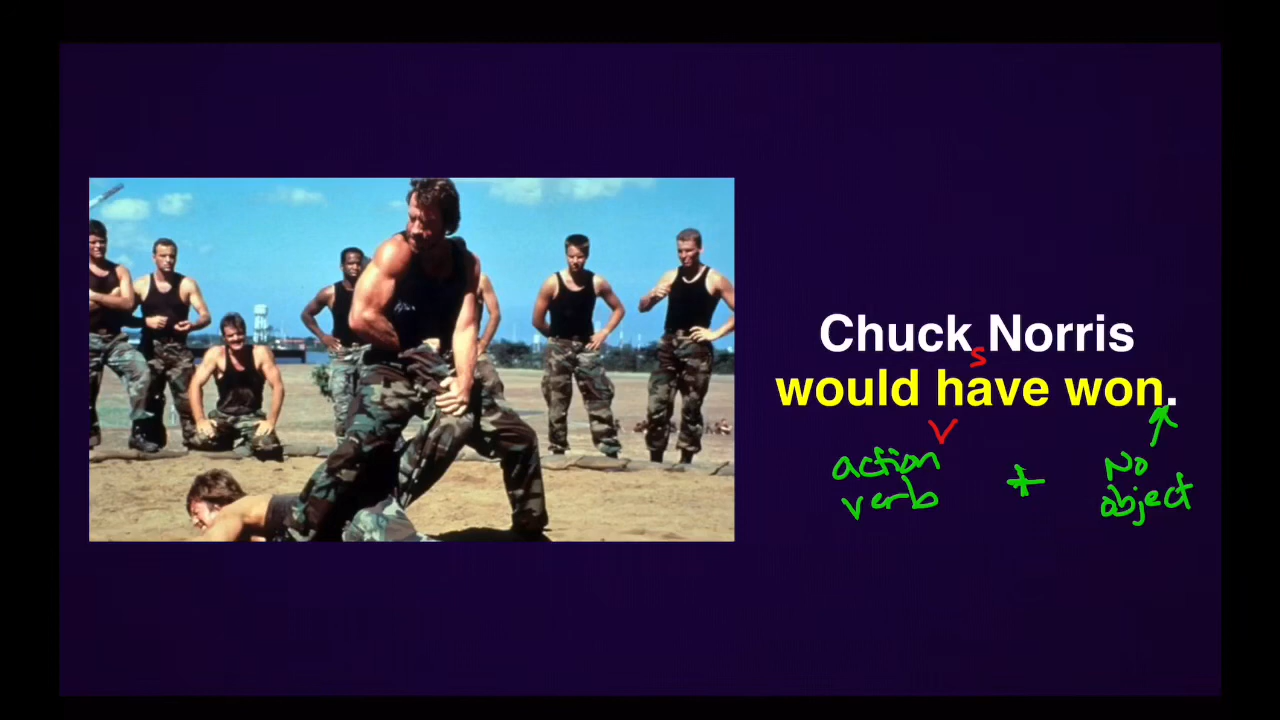 Chuck Norris
s
would have won.
v
action
verb
+
No
object